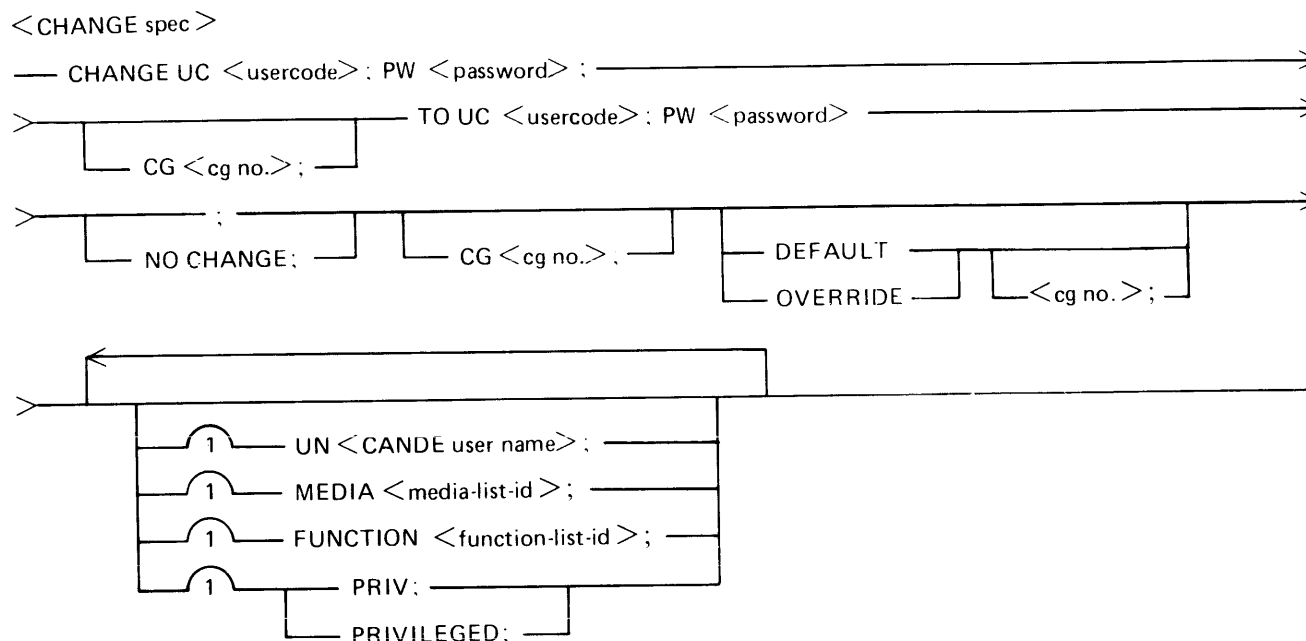 <CHANGE spec>
CHANGE UC <usercode>: PW <password> ;
TO UC <usercode>: PW <password>
CG <cg no.>;
;
NO CHANGE;
CG <cg no.>.
DEFAULT
OVERRIDE
<cg no.>;
1 UN <CANDE user name>;
1 MEDIA <media-list-id>;
1 FUNCTION <function-list-id>;
1 PRIV:
PRIVILEGED;